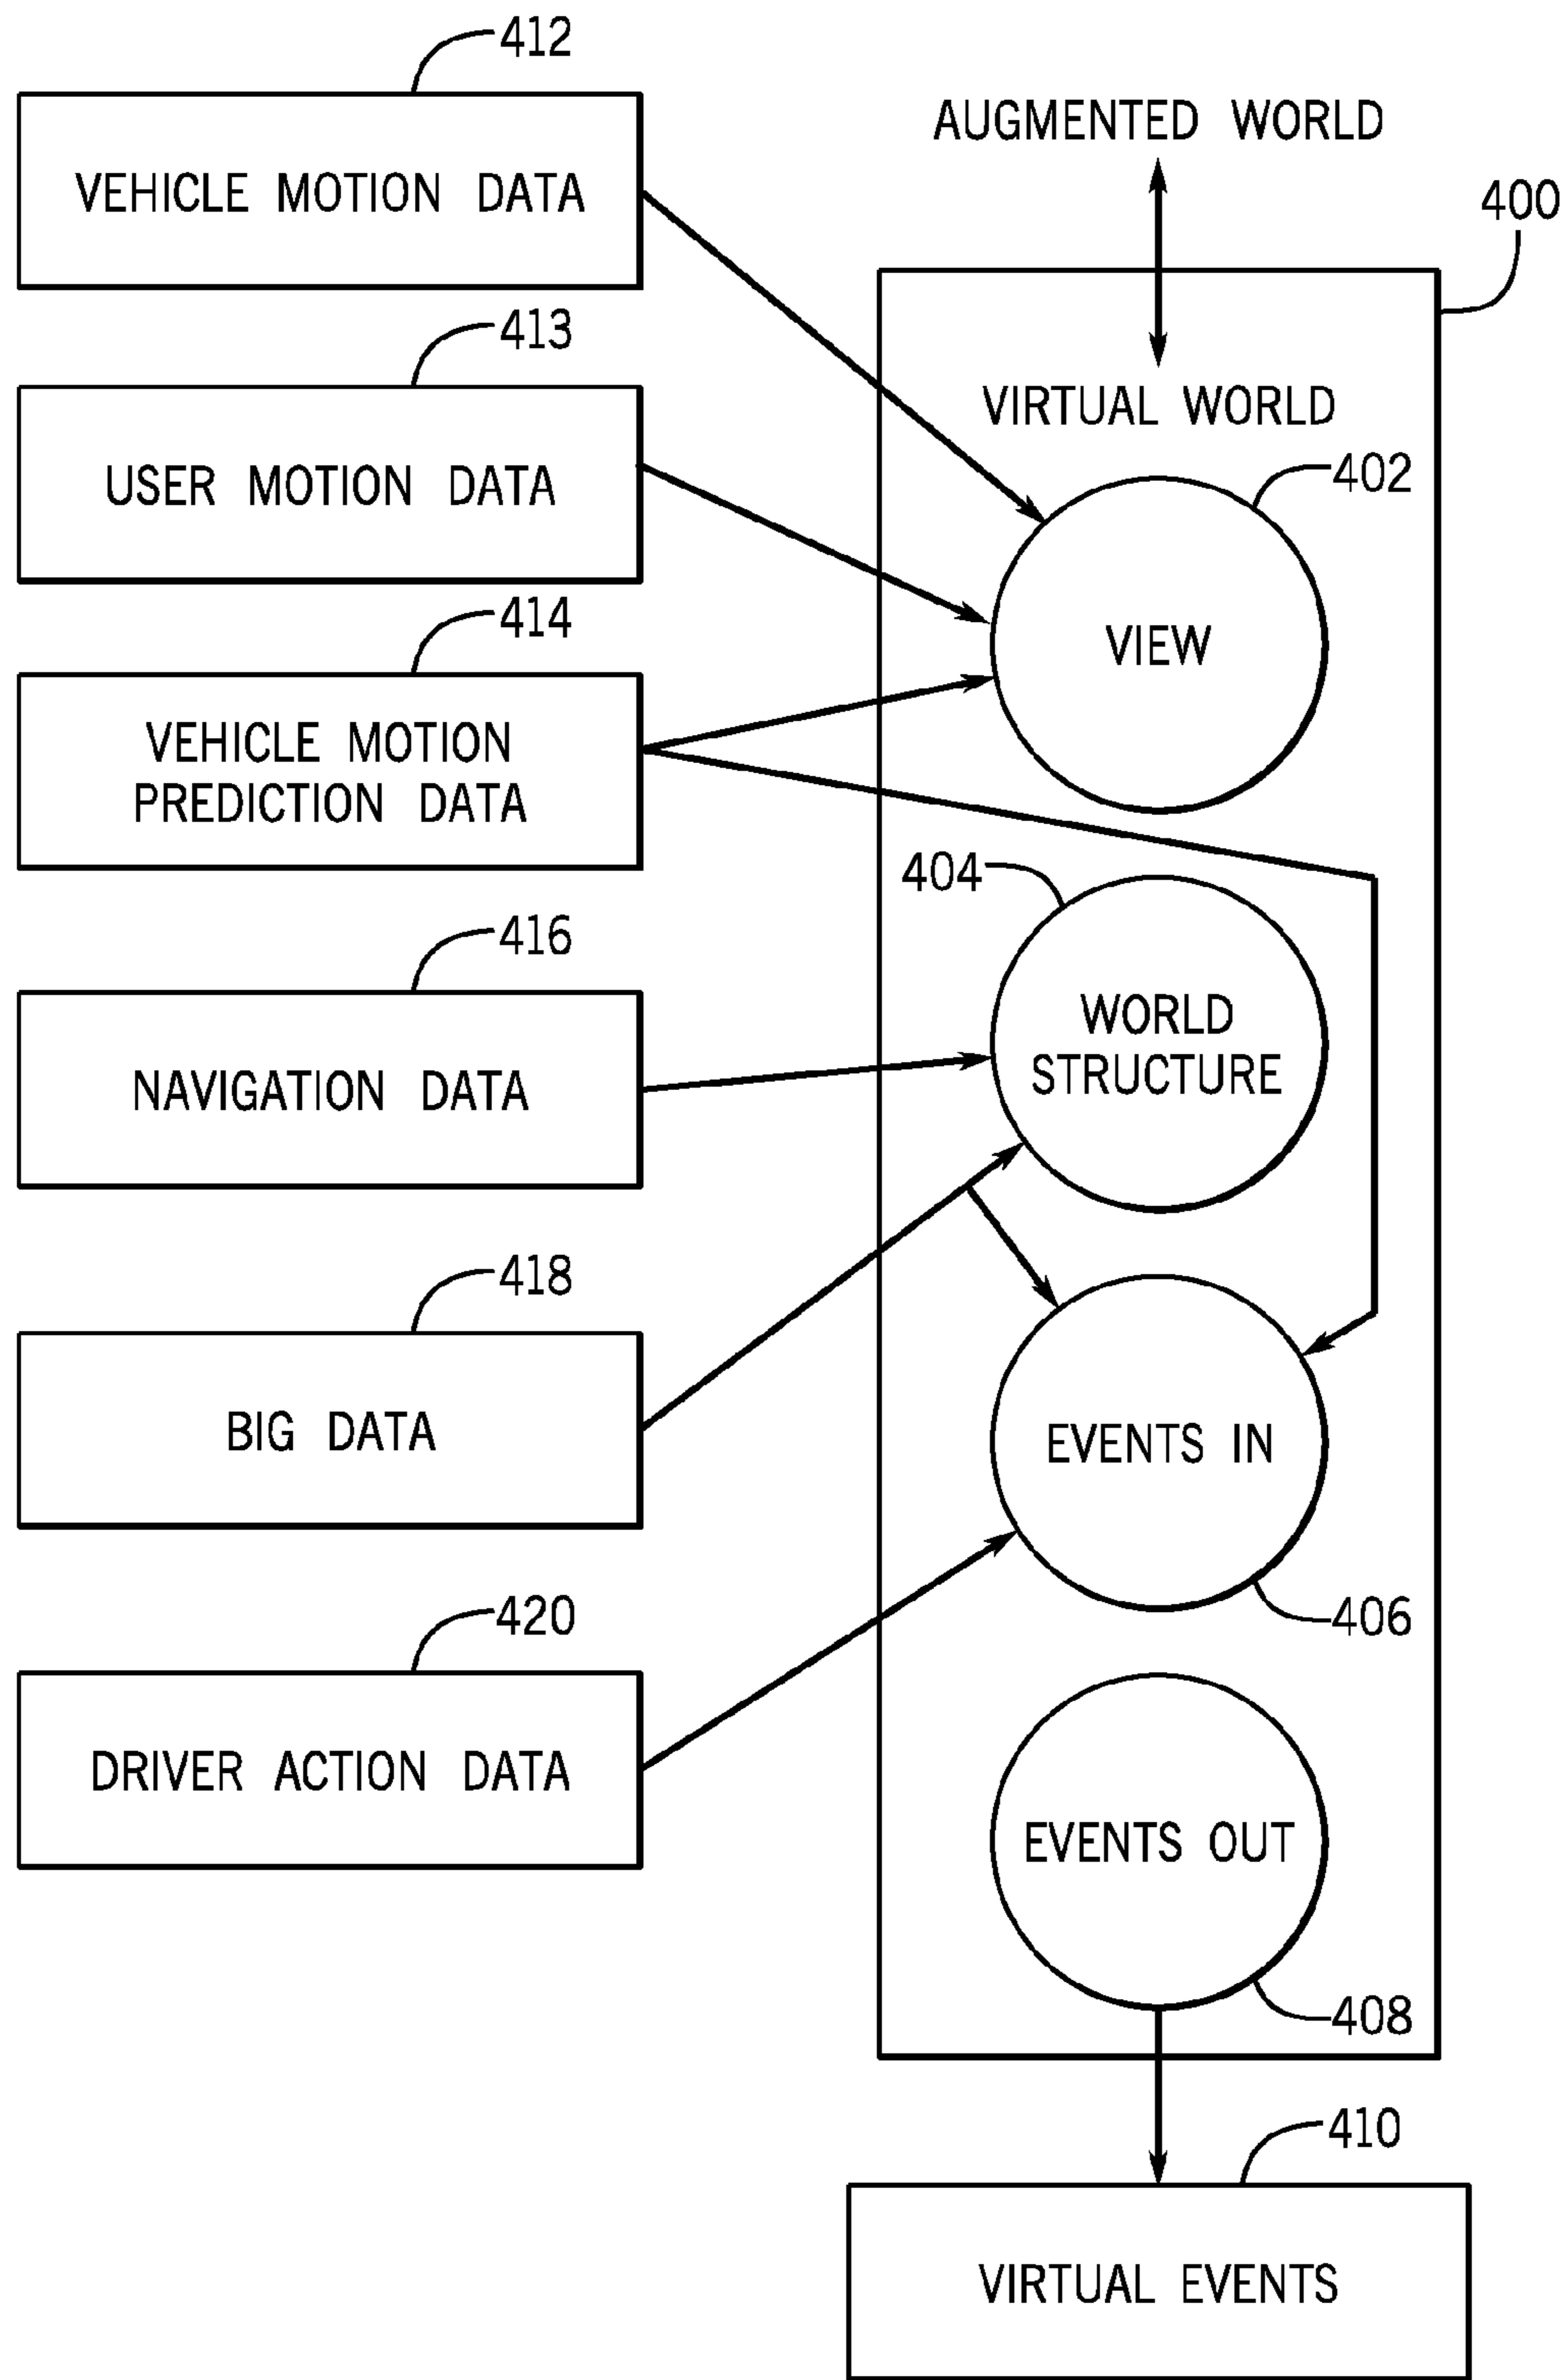 412
VEHICLE MOTION DATA
413
USER MOTION DATA
414
VEHICLE MOTION
PREDICTION DATA
416
NAVIGATION DATA
418
BIG DATA
420
DRIVER ACTION DATA
AUGMENTED WORLD
400
VIRTUAL WORLD
402
VIEW
404
WORLD
STRUCTURE
EVENTS IN
406
EVENTS OUT
408
410
VIRTUAL EVENTS